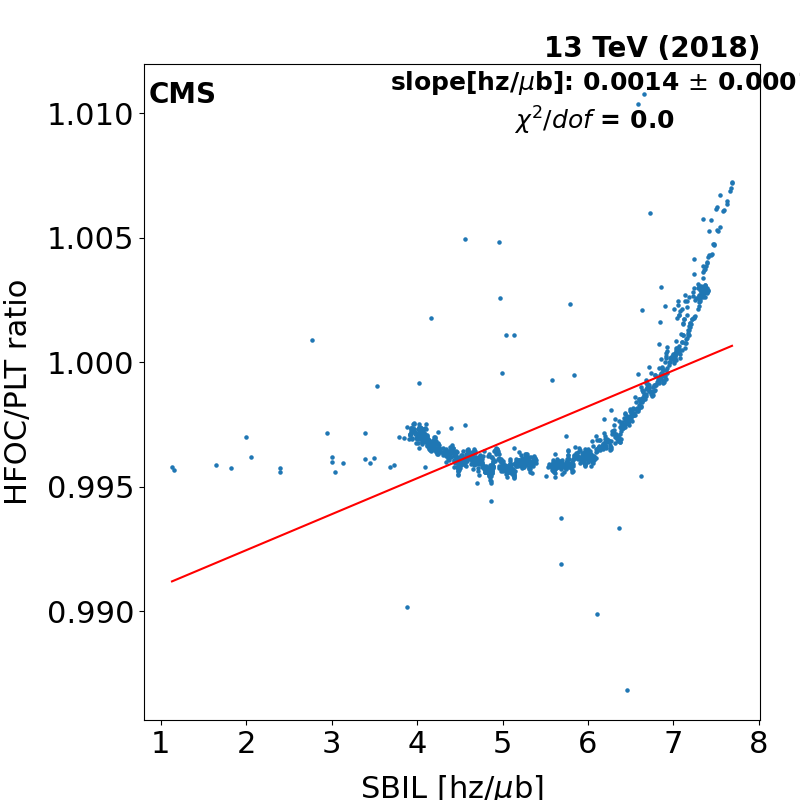 13 TeV (2018)
CMS
slope[hz/μb]: 0.0014 ± 0.000
χ²/dof = 0.0
HFOC/PLT ratio
1.010
1.005
1.000
0.995
0.990
1 2 3 4 5 6 7 8
SBIL [hz/μb]